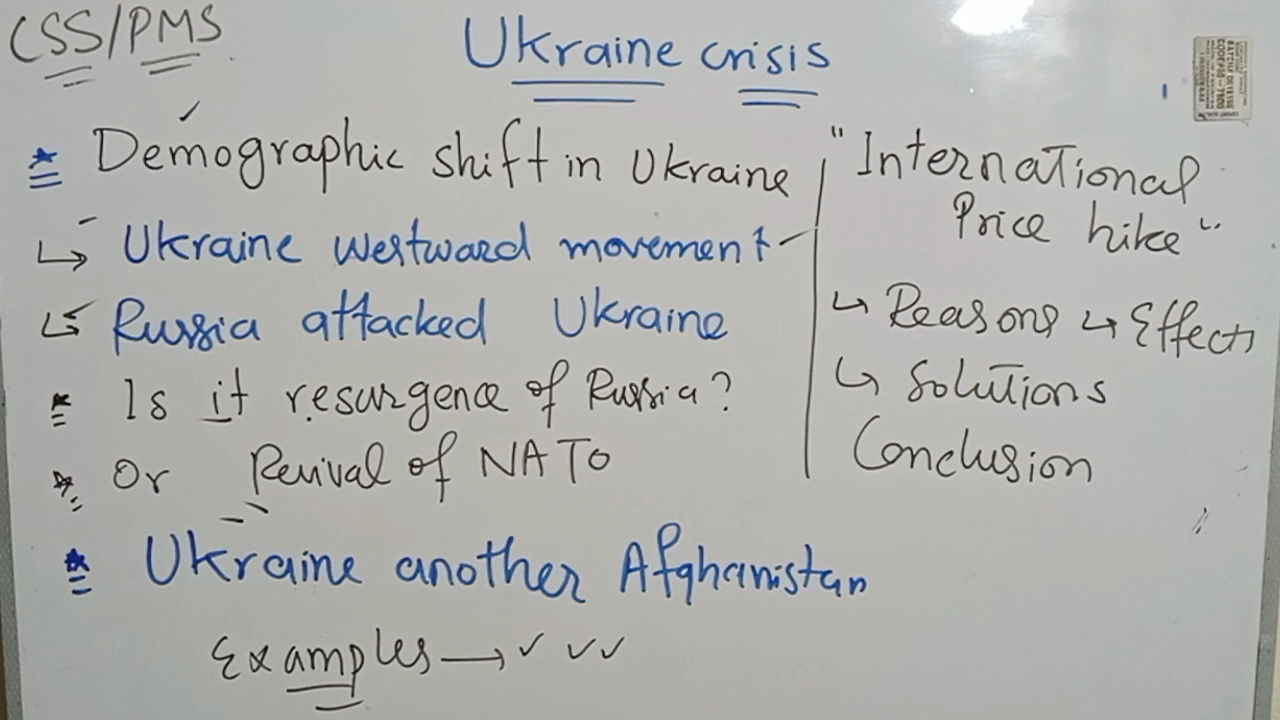 CSS/PMS
Ukraine crisis
Demographic shift in Ukraine
Ukraine westward movement
Russia attacked Ukraine
Is it resurgence of Russia?
Or Revival of NATO
Ukraine another Afghanistan
Examples → ✓ ✓✓
"International
Price hike"
↳ Reasons ↳ Effects
↳ Solutions
Conclusion